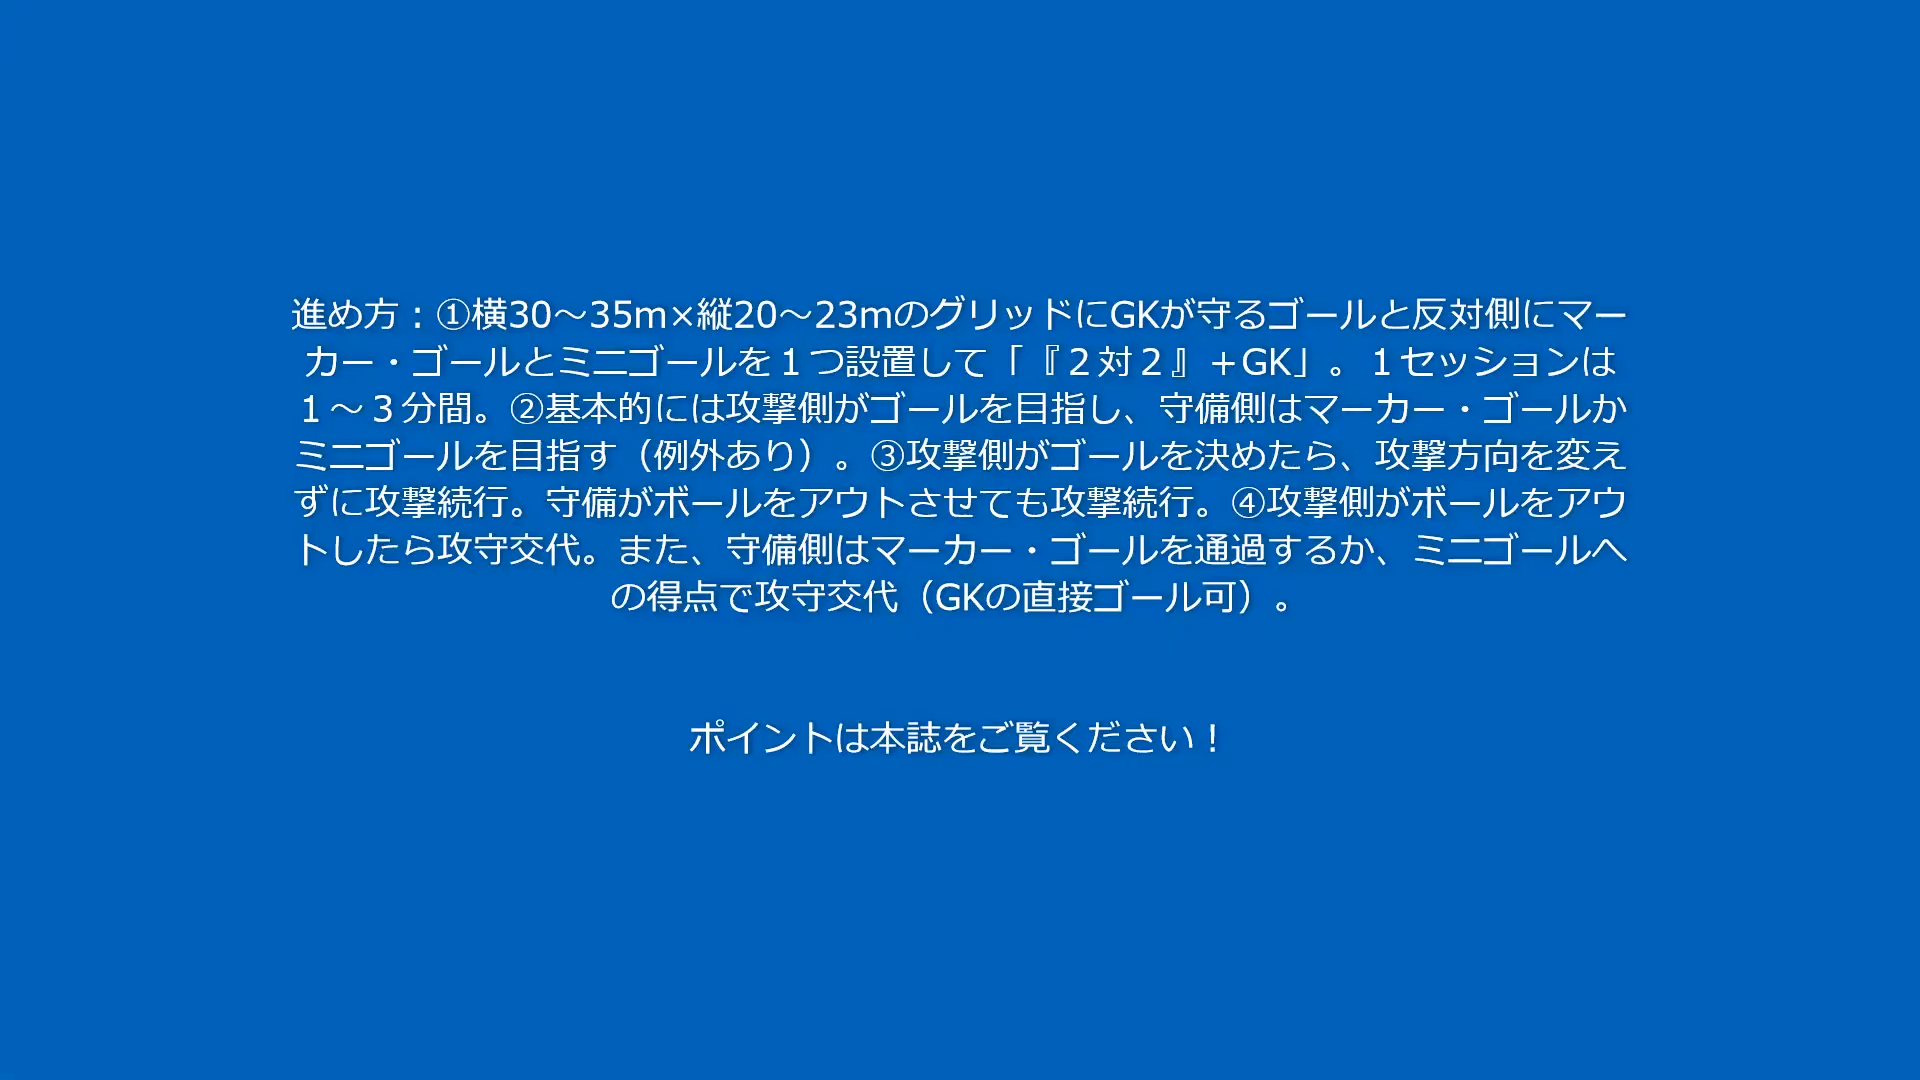 進め方：①横30～35m×縦20～23mのグリッドにGKが守るゴールと反対側にマー
カー・ゴールとミニゴールを１つ設置して「『２対２』＋GK」。１セッションは
１～３分間。②基本的には攻撃側がゴールを目指し、守備側はマーカー・ゴールか
ミニゴールを目指す（例外あり）。③攻撃側がゴールを決めたら、攻撃方向を変え
ずに攻撃続行。守備がボールをアウトさせても攻撃続行。④攻撃側がボールをアウ
トしたら攻守交代。また、守備側はマーカー・ゴールを通過するか、ミニゴールへ
の得点で攻守交代（GKの直接ゴール可）。
ポイントは本誌をご覧ください！